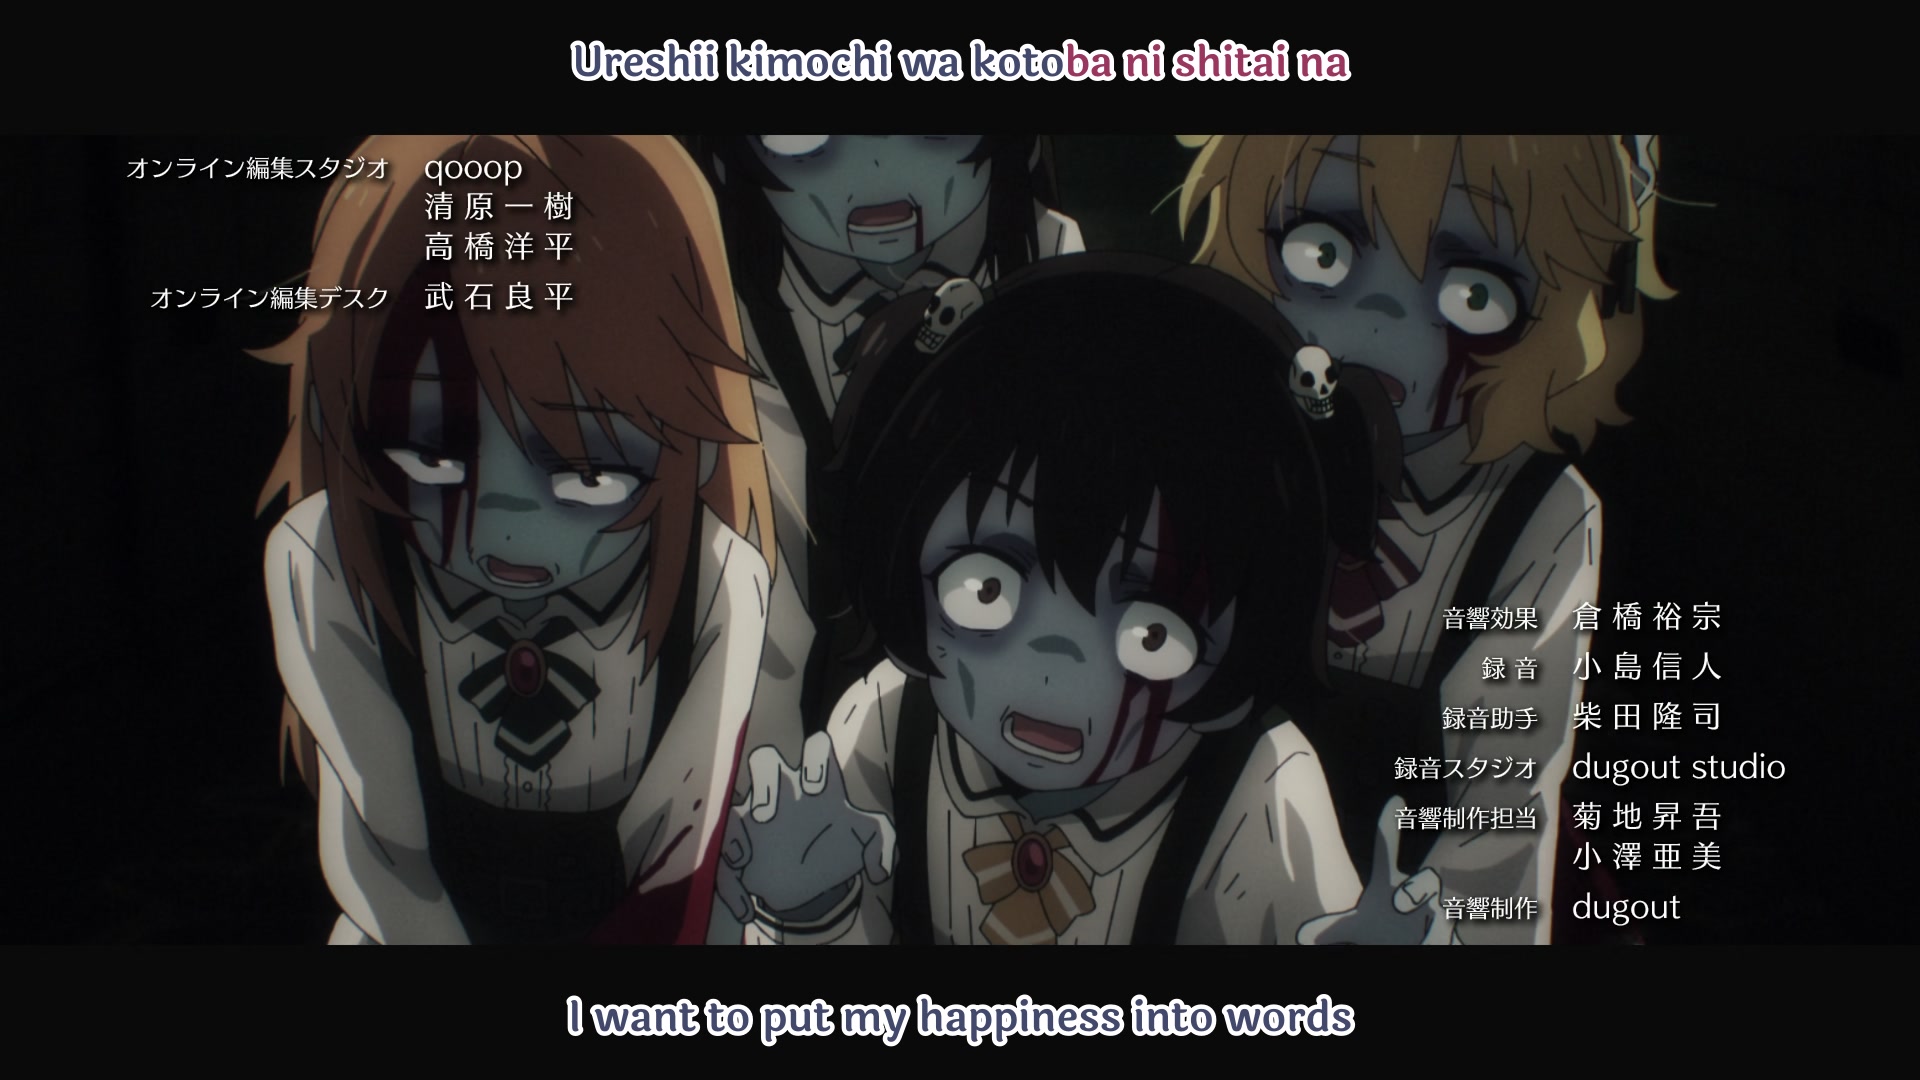 Ureshii kimochi wa kotoba ni shitai na
オンライン編集スタジオ qooop
清原一樹
高橋洋平
オンライン編集デスク 武石良平
音響効果 倉橋裕宗
録音 小島信人
録音助手 柴田隆司
録音スタジオ dugout studio
音響制作担当 菊地昇吾
小澤亜美
音響制作 dugout
I want to put my happiness into words